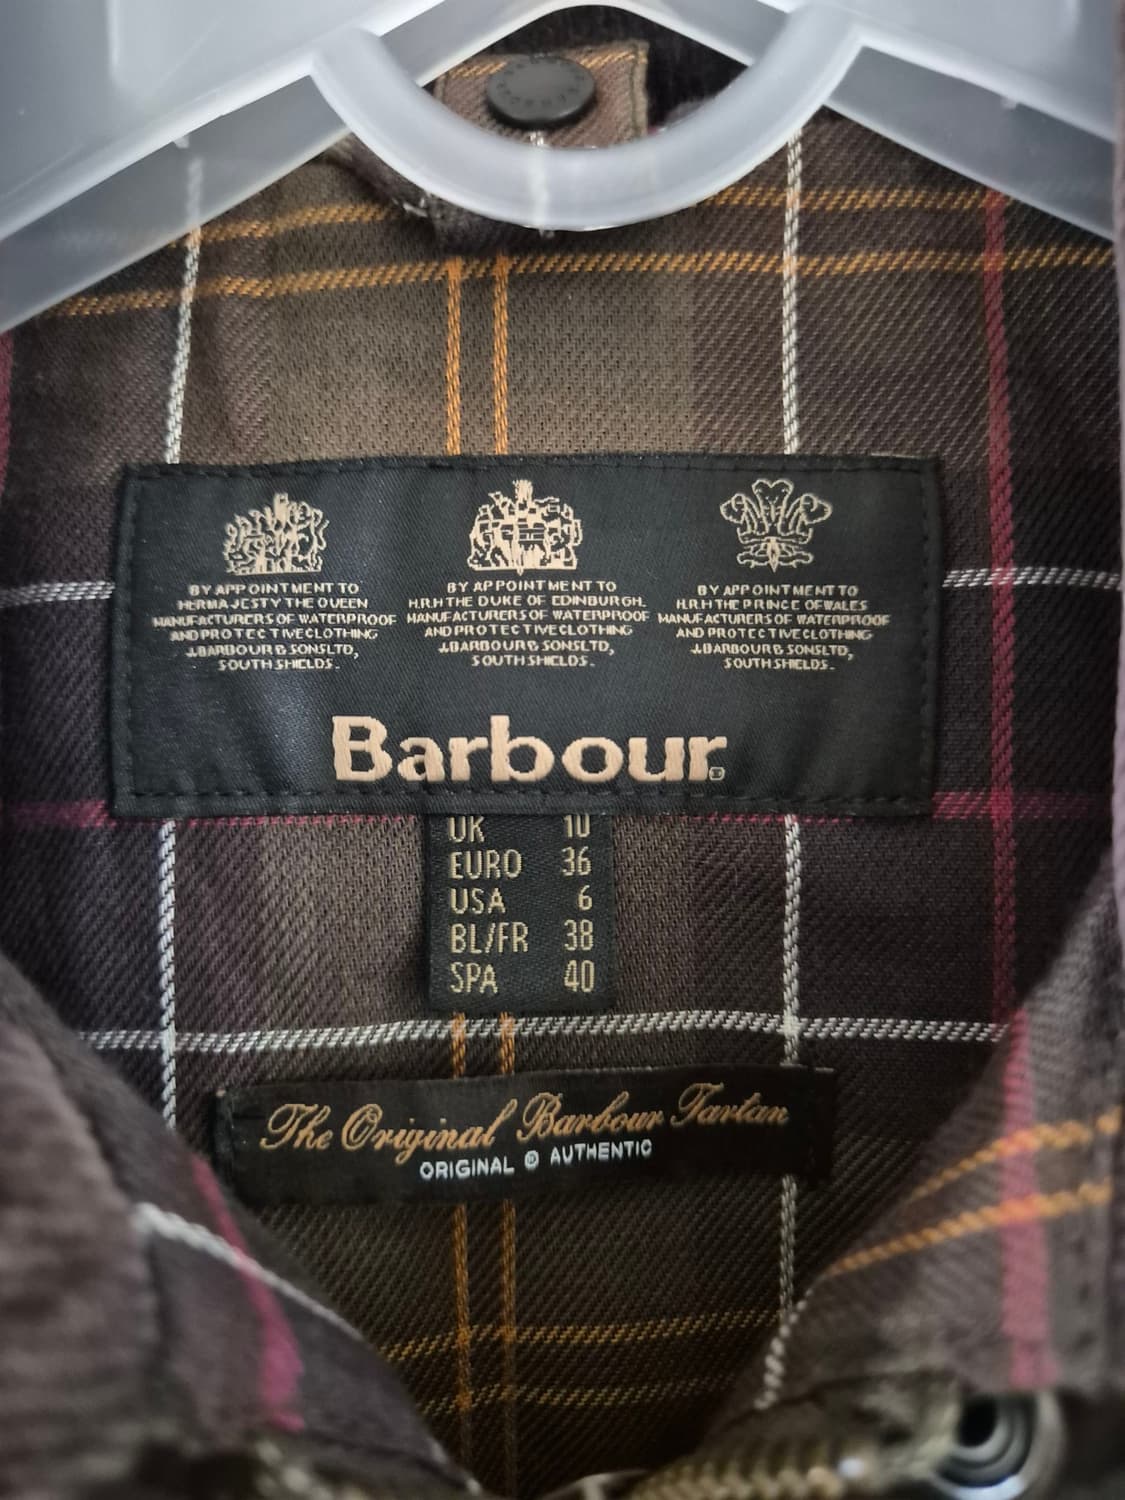 BY APPOINTMENT TO
HER MAJESTY THE QUEEN
MANUFACTURERS OF WATERPROOF
AND PROTECTIVE CLOTHING
J.BARBOUR & SONS LTD,
SOUTH SHIELDS.
BY APPOINTMENT TO
H.R.H THE DUKE OF EDINBURGH,
MANUFACTURERS OF WATERPROOF
AND PROTECTIVE CLOTHING
J.BARBOUR & SONS LTD,
SOUTH SHIELDS.
BY APPOINTMENT TO
H.R.H THE PRINCE OF WALES
MANUFACTURERS OF WATERPROOF
AND PROTECTIVE CLOTHING
J.BARBOUR & SONS LTD,
SOUTH SHIELDS.
Barbour®
UK 10
EURO 36
USA 6
BL/FR 38
SPA 40
The Original Barbour Tartan
ORIGINAL @ AUTHENTIC